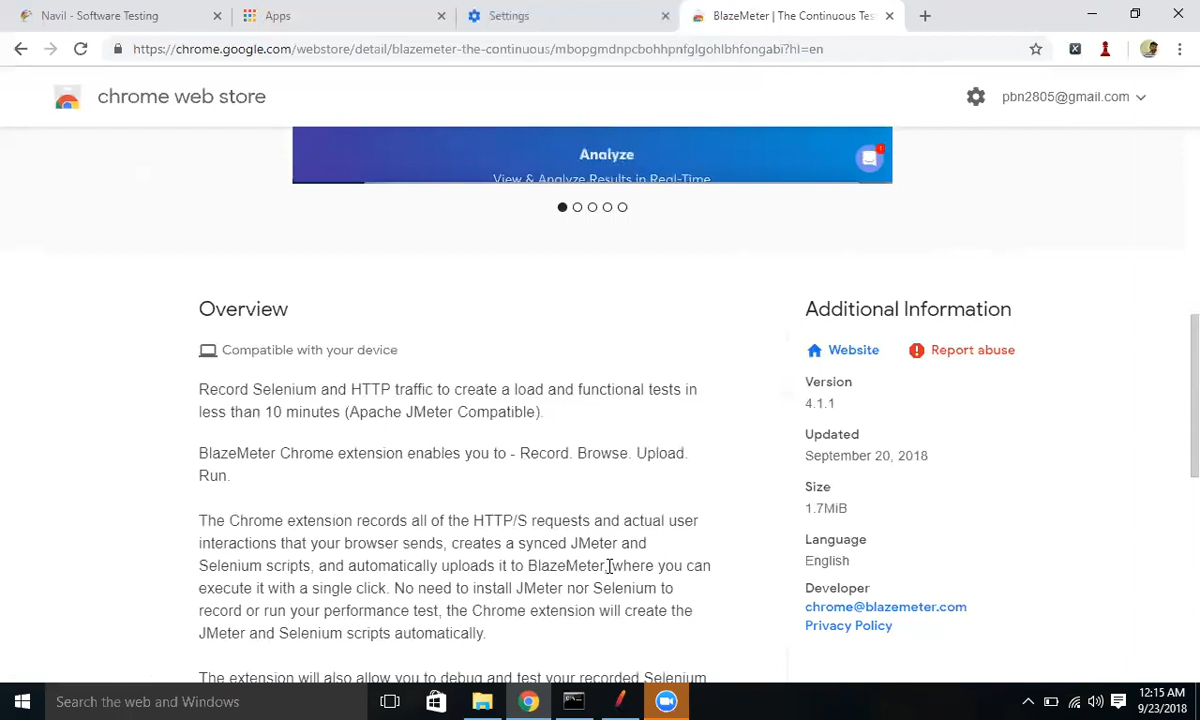 Navil - Software Testing
Apps
Settings
BlazeMeter | The Continuous Tes
https://chrome.google.com/webstore/detail/blazemeter-the-continuous/mbopgmdnpcbohhpnfglgohlbhfongabi?hl=en
chrome web store
pbn2805@gmail.com
Analyze
View & Analyze Results in Real-Time
Overview
Compatible with your device
Record Selenium and HTTP traffic to create a load and functional tests in
less than 10 minutes (Apache JMeter Compatible).
BlazeMeter Chrome extension enables you to - Record. Browse. Upload.
Run.
The Chrome extension records all of the HTTP/S requests and actual user
interactions that your browser sends, creates a synced JMeter and
Selenium scripts, and automatically uploads it to BlazeMeter, where you can
execute it with a single click. No need to install JMeter nor Selenium to
record or run your performance test, the Chrome extension will create the
JMeter and Selenium scripts automatically.
The extension will also allow you to debug and test your recorded Selenium
Additional Information
Website
Report abuse
Version
4.1.1
Updated
September 20, 2018
Size
1.7MiB
Language
English
Developer
chrome@blazemeter.com
Privacy Policy
Search the web and Windows
12:15 AM
9/23/2018